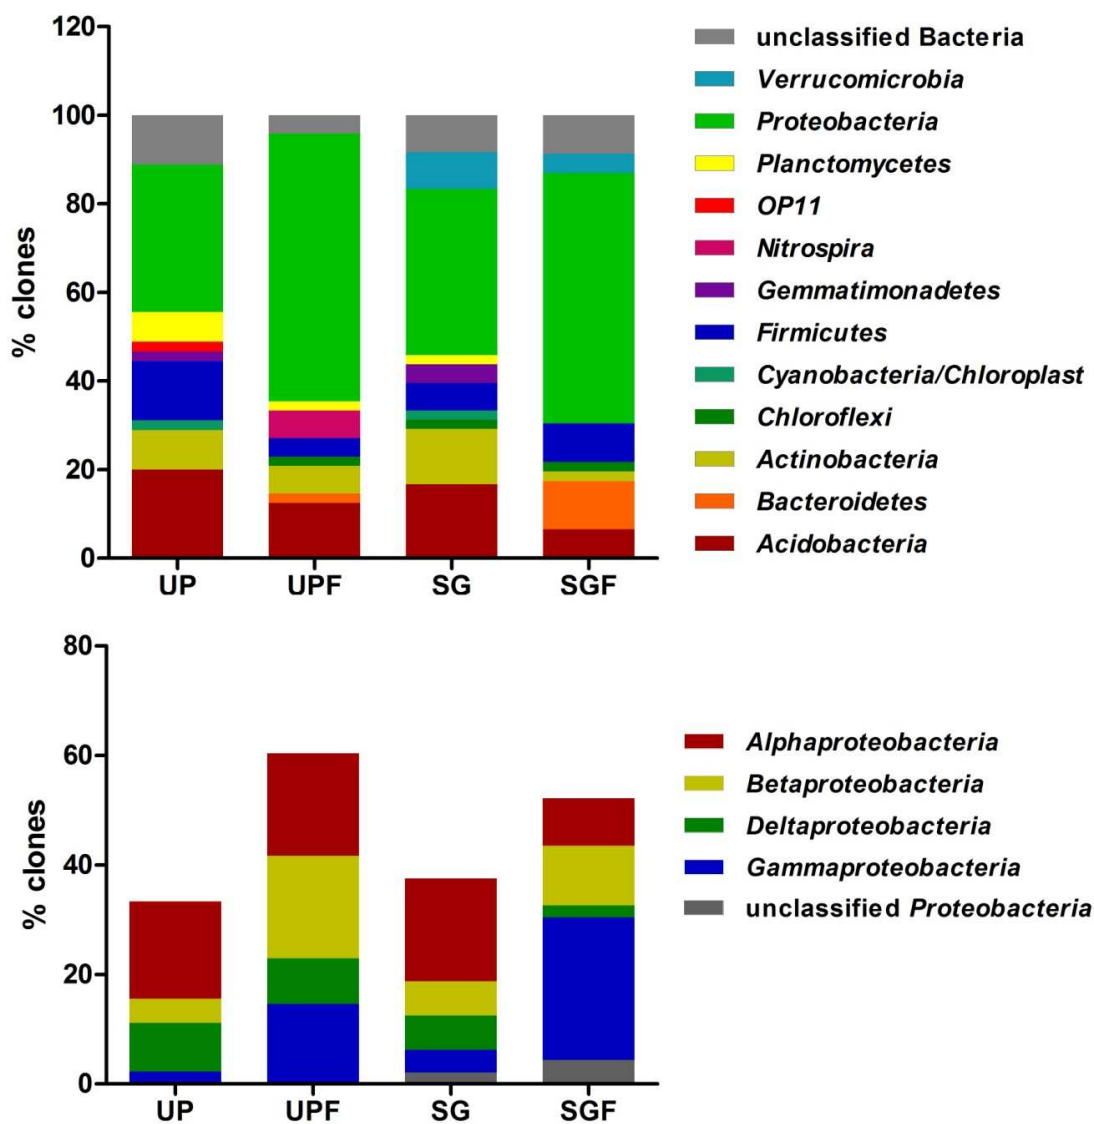 % clones
120
100
80
60
40
20
0
UP UPF SG SGF
unclassified Bacteria
Verrucomicrobia
Proteobacteria
Planctomycetes
OP11
Nitrospira
Gemmatimonadetes
Firmicutes
Cyanobacteria/Chloroplast
Chloroflexi
Actinobacteria
Bacteroidetes
Acidobacteria
% clones
80
60
40
20
0
UP UPF SG SGF
Alphaproteobacteria
Betaproteobacteria
Deltaproteobacteria
Gammaproteobacteria
unclassified Proteobacteria